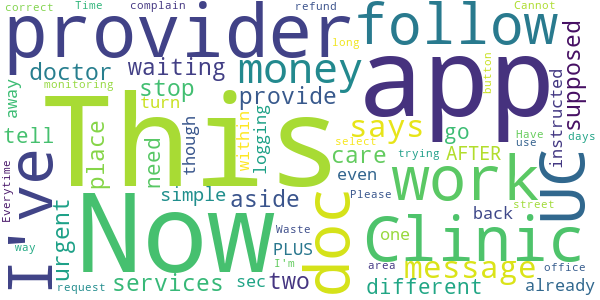 correct Time complain refund Cannot
provider follow
long button
doctor waiting money app supposed
monitoring stop provide
away turn
tell This says go instructed
Everytime I've place need though within logging
Have days
use
care trying AFTER
select even
simple aside doc work UC
urgent Please street
way Now back
Waste PLUS one Clinic
services sec two I'm area message office
request different already